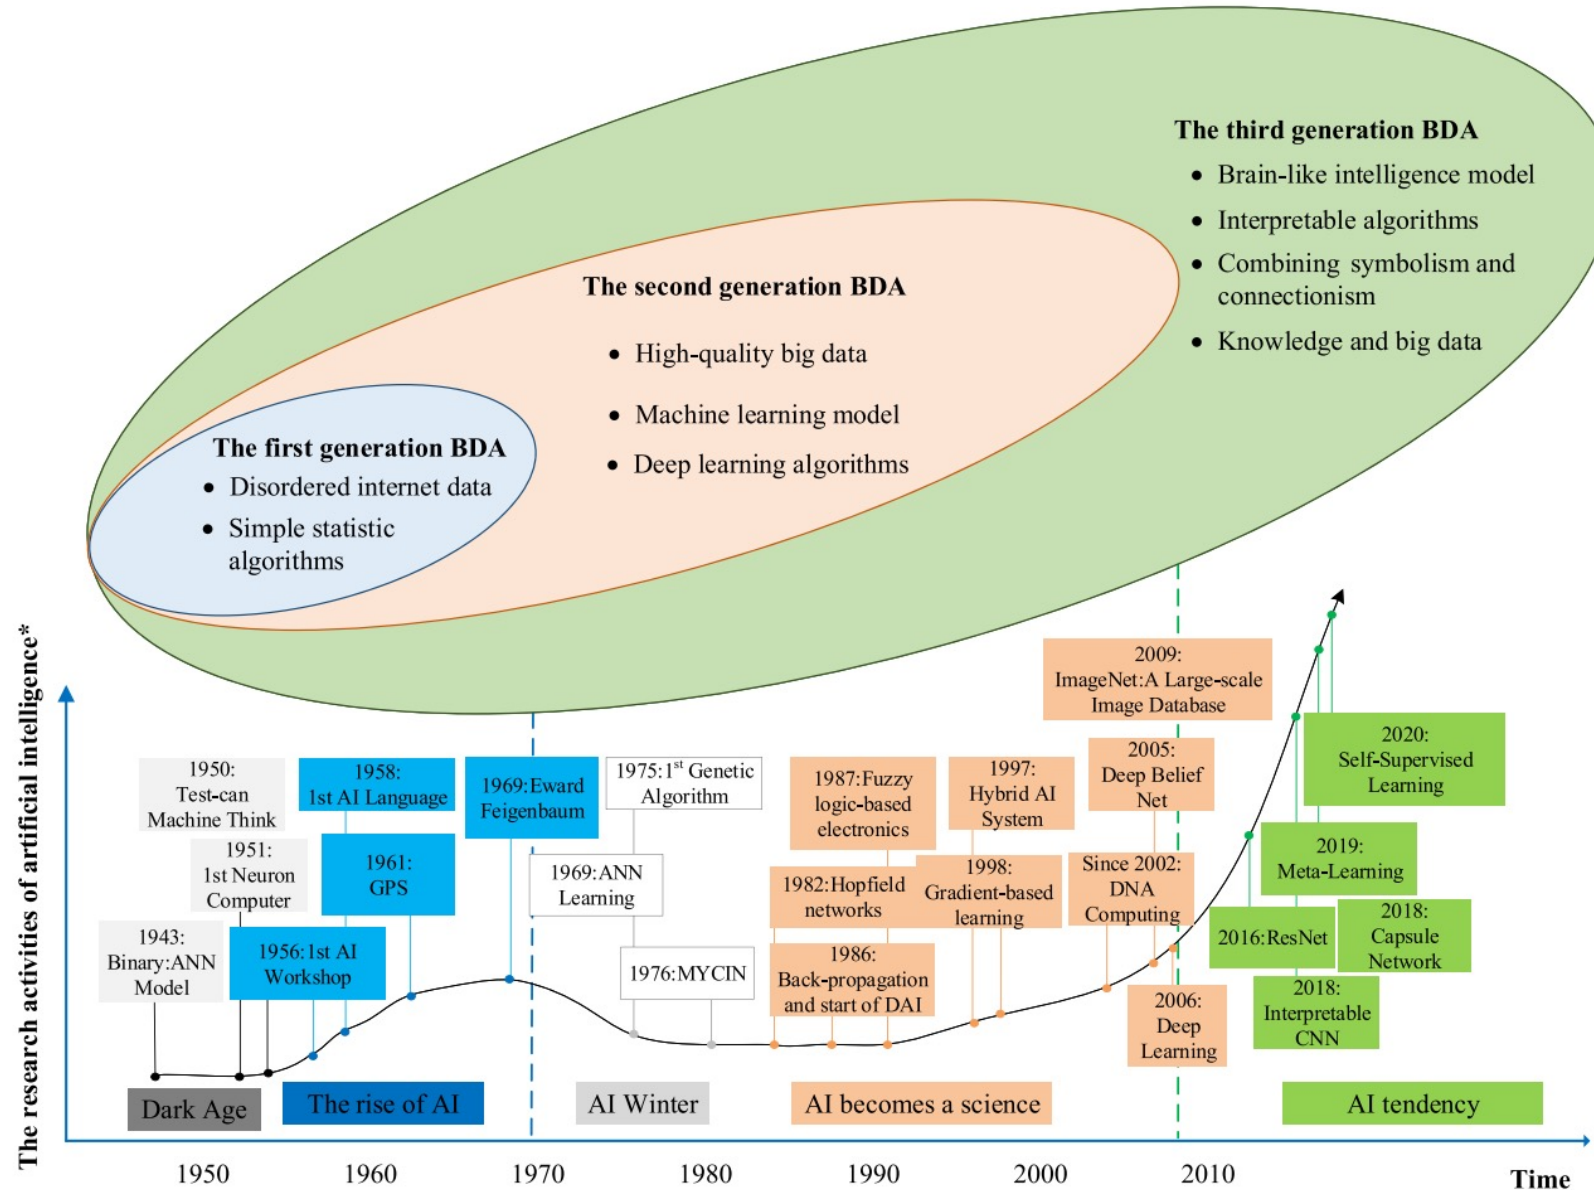 The third generation BDA
• Brain-like intelligence model
• Interpretable algorithms
• Combining symbolism and
connectionism
• Knowledge and big data
The second generation BDA
• High-quality big data
• Machine learning model
• Deep learning algorithms
The first generation BDA
• Disordered internet data
• Simple statistic
algorithms
The research activities of artificial intelligence*
1950:
Test-can
Machine Think
1951:
1st Neuron
Computer
1943:
Binary:ANN
Model
1958:
1st AI Language
1961:
GPS
1956:1st AI
Workshop
1969:Eward
Feigenbaum
1975:1st Genetic
Algorithm
1969:ANN
Learning
1976:MYCIN
1987:Fuzzy
logic-based
electronics
1982:Hopfield
networks
1986:
Back-propagation
and start of DAI
1997:
Hybrid AI
System
1998:
Gradient-based
learning
2009:
ImageNet:A Large-scale
Image Database
2005:
Deep Belief
Net
Since 2002:
DNA
Computing
2006:
Deep
Learning
2020:
Self-Supervised
Learning
2019:
Meta-Learning
2016:ResNet
2018:
Capsule
Network
2018:
Interpretable
CNN
Dark Age
The rise of AI
AI Winter
AI becomes a science
AI tendency
1950
1960
1970
1980
1990
2000
2010
Time